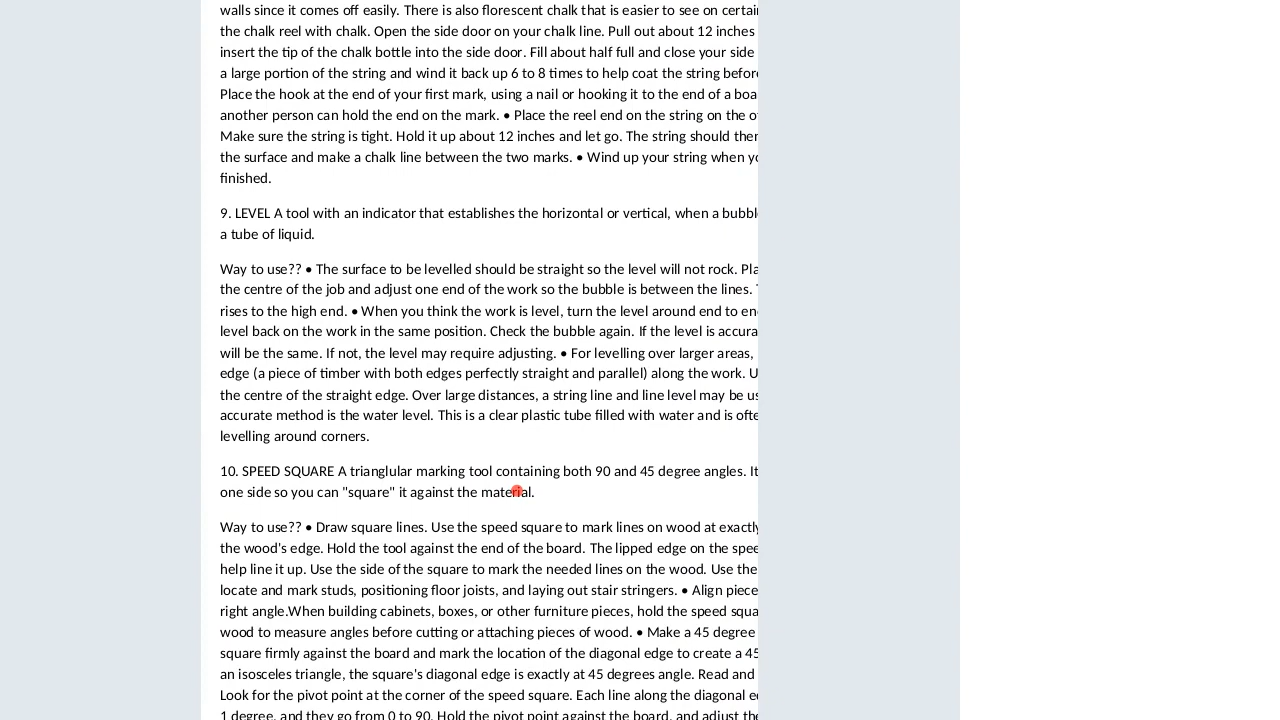 walls since it comes off easily. There is also florescent chalk that is easier to see on certain
the chalk reel with chalk. Open the side door on your chalk line. Pull out about 12 inches
insert the tip of the chalk bottle into the side door. Fill about half full and close your side
a large portion of the string and wind it back up 6 to 8 times to help coat the string before
Place the hook at the end of your first mark, using a nail or hooking it to the end of a
another person can hold the end on the mark. • Place the reel end on the string on the
Make sure the string is tight. Hold it up about 12 inches and let go. The string should
the surface and make a chalk line between the two marks. • Wind up your string when
finished.
9. LEVEL A tool with an indicator that establishes the horizontal or vertical, when a
a tube of liquid.
Way to use?? • The surface to be levelled should be straight so the level will not rock.
the centre of the job and adjust one end of the work so the bubble is between the lines.
rises to the high end. • When you think the work is level, turn the level around end to
level back on the work in the same position. Check the bubble again. If the level is
will be the same. If not, the level may require adjusting. • For levelling over larger areas,
edge (a piece of timber with both edges perfectly straight and parallel) along the work.
the centre of the straight edge. Over large distances, a string line and line level may be
accurate method is the water level. This is a clear plastic tube filled with water and is
levelling around corners.
10. SPEED SQUARE A trianglular marking tool containing both 90 and 45 degree angles. It
one side so you can "square" it against the material.
Way to use?? • Draw square lines. Use the speed square to mark lines on wood at exactly
the wood's edge. Hold the tool against the end of the board. The lipped edge on the
help line it up. Use the side of the square to mark the needed lines on the wood. Use the
locate and mark studs, positioning floor joists, and laying out stair stringers. • Align
right angle.When building cabinets, boxes, or other furniture pieces, hold the speed
wood to measure angles before cutting or attaching pieces of wood. • Make a 45 degree
square firmly against the board and mark the location of the diagonal edge to create a 45
an isosceles triangle, the square's diagonal edge is exactly at 45 degrees angle. Read and
Look for the pivot point at the corner of the speed square. Each line along the diagonal
1 degree, and they go from 0 to 90. Hold the pivot point against the board, and adjust the